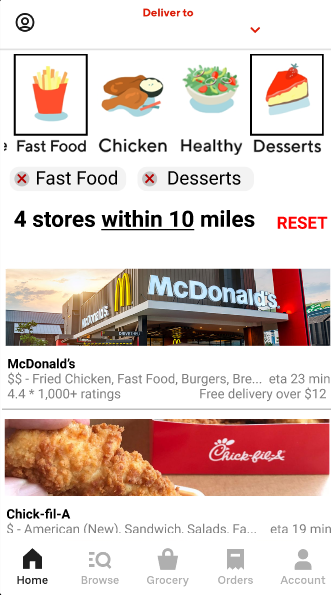 Deliver to
e Fast Food Chicken Healthy Desserts
Fast Food Desserts
4 stores within 10 miles RESET
McDonald's
McDonald's
McDonald's
$$ - Fried Chicken, Fast Food, Burgers, Bre... eta 23 min
4.4 * 1,000+ ratings Free delivery over $12
Chick-fil-A
Chick-fil-A
$ - American (New), Sandwich, Salads, Fa... eta 19 min
Home Browse Grocery Orders Account